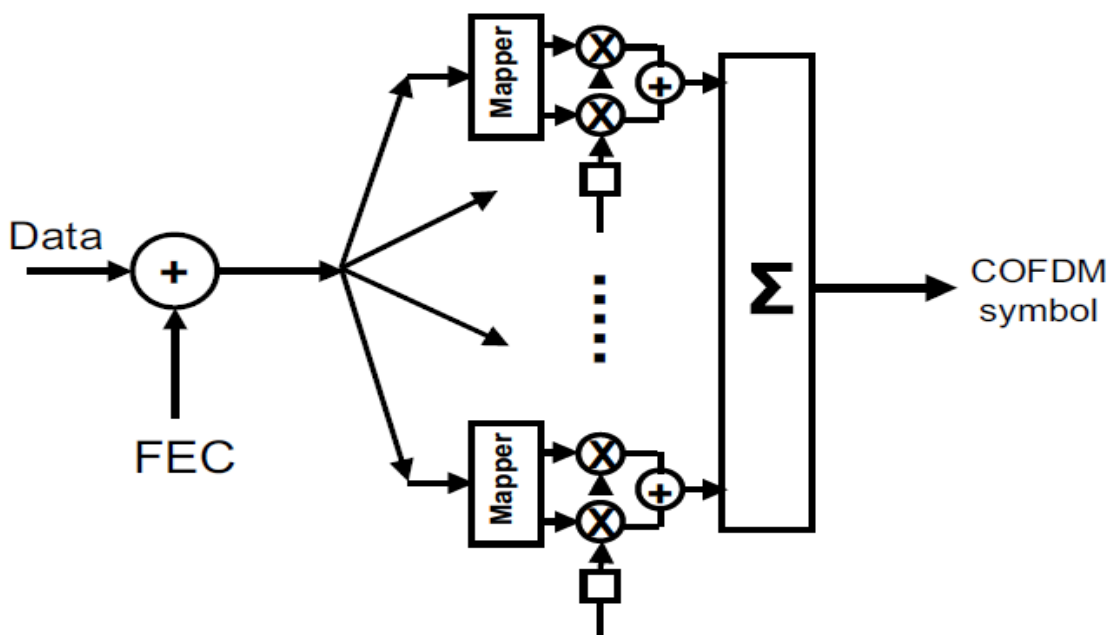 Mapper
X
X
+
Data
+
FEC
.....
Σ
COFDM
symbol
Mapper
X
X
+